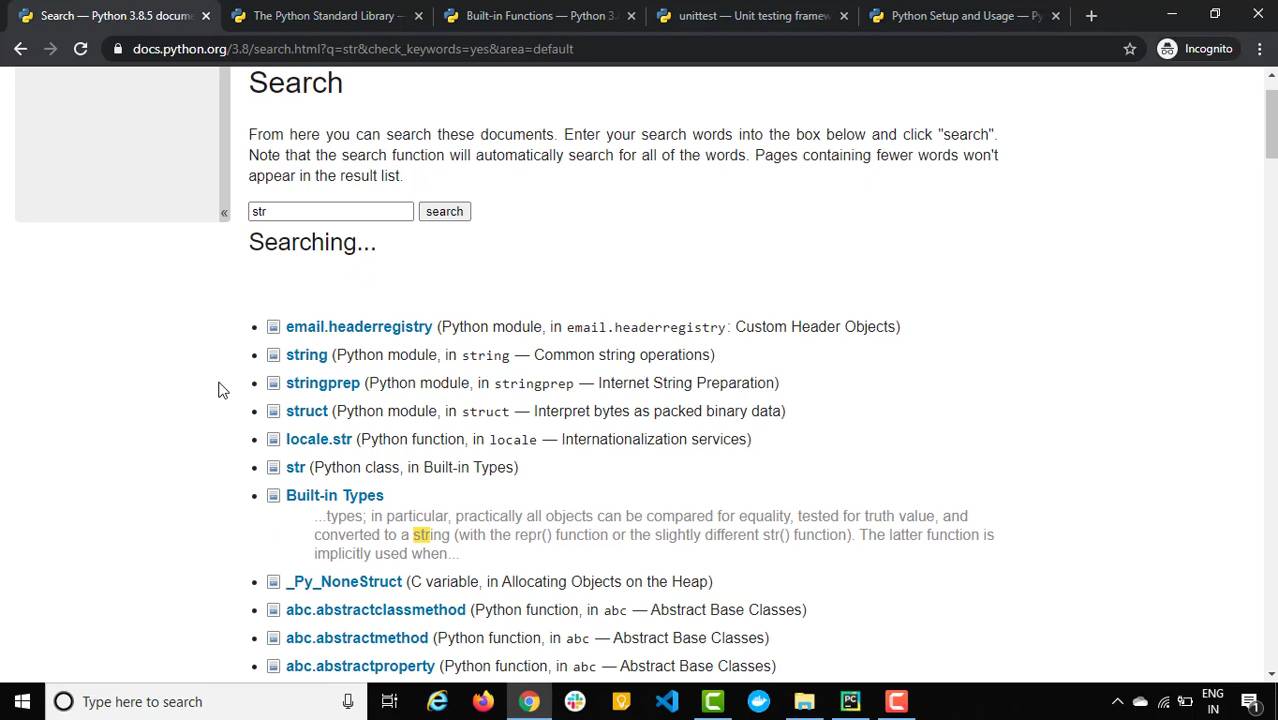 Search — Python 3.8.5 docume
The Python Standard Library —
Built-in Functions — Python 3.
unittest — Unit testing framew
Python Setup and Usage — Py
docs.python.org/3.8/search.html?q=str&check_keywords=yes&area=default
Incognito
Search
From here you can search these documents. Enter your search words into the box below and click "search".
Note that the search function will automatically search for all of the words. Pages containing fewer words won't
appear in the result list.
str
search
«
Searching...
email.headerregistry (Python module, in email.headerregistry: Custom Header Objects)
string (Python module, in string — Common string operations)
stringprep (Python module, in stringprep — Internet String Preparation)
struct (Python module, in struct — Interpret bytes as packed binary data)
locale.str (Python function, in locale — Internationalization services)
str (Python class, in Built-in Types)
Built-in Types
...types; in particular, practically all objects can be compared for equality, tested for truth value, and
converted to a string (with the repr() function or the slightly different str() function). The latter function is
implicitly used when...
_Py_NoneStruct (C variable, in Allocating Objects on the Heap)
abc.abstractclassmethod (Python function, in abc — Abstract Base Classes)
abc.abstractmethod (Python function, in abc — Abstract Base Classes)
abc.abstractproperty (Python function, in abc — Abstract Base Classes)
Type here to search
PC
ENG
IN
1